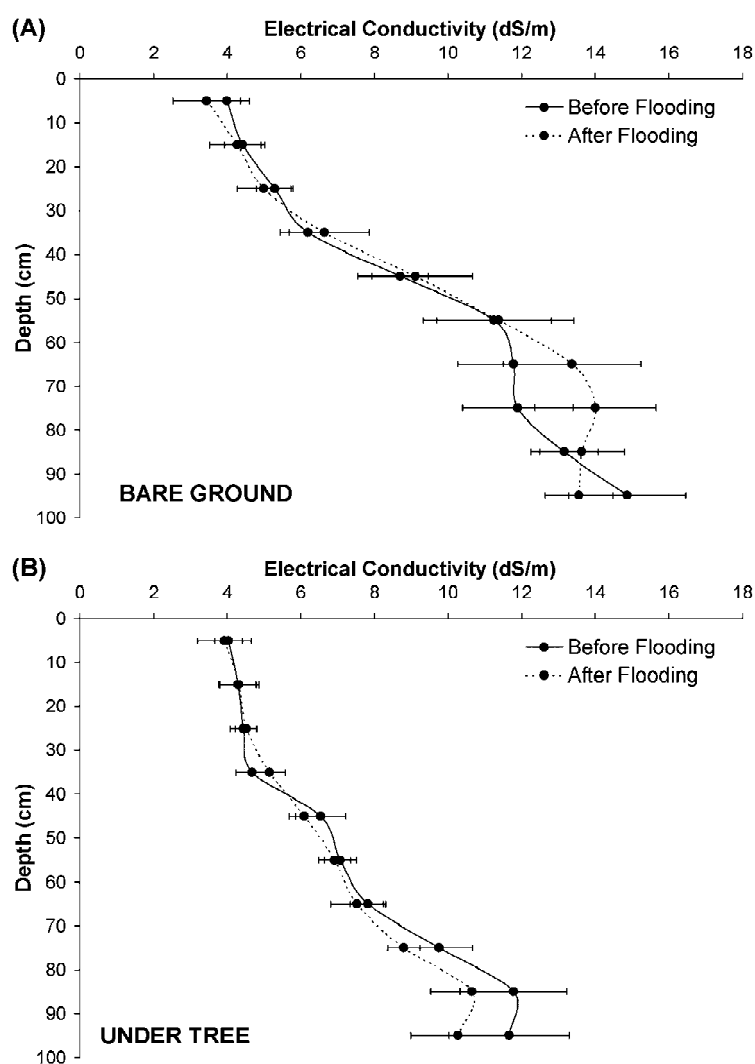 (A)
Electrical Conductivity (dS/m)
0 2 4 6 8 10 12 14 16 18
0
10
20
30
40
50
60
70
80
90
100
Depth (cm)
Before Flooding
After Flooding
BARE GROUND
(B)
Electrical Conductivity (dS/m)
0 2 4 6 8 10 12 14 16 18
0
10
20
30
40
50
60
70
80
90
100
Depth (cm)
Before Flooding
After Flooding
UNDER TREE